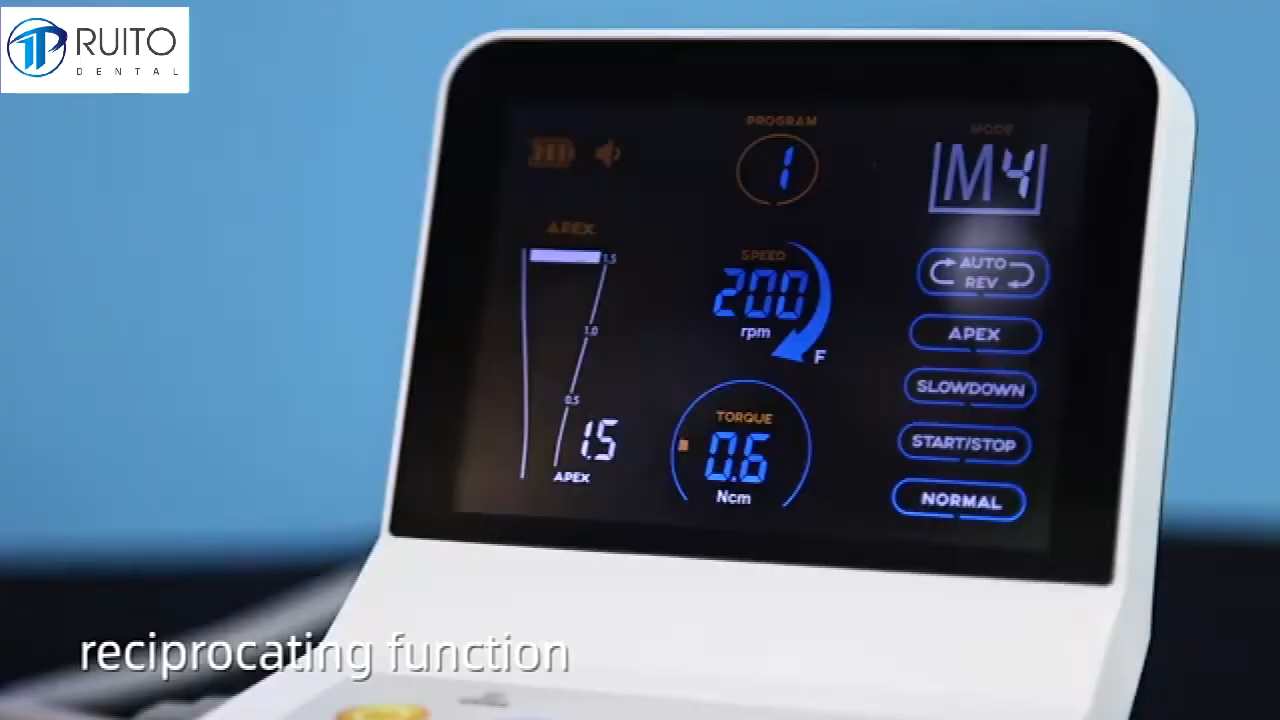 RUITO
DENTAL
PROGRAM
1
MODE
M4
APEX
1.5
1.0
0.5
1.5
APEX
SPEED
200
rpm
F
TORQUE
0.6
Ncm
AUTO
REV
APEX
SLOWDOWN
START/STOP
NORMAL
reciprocating function